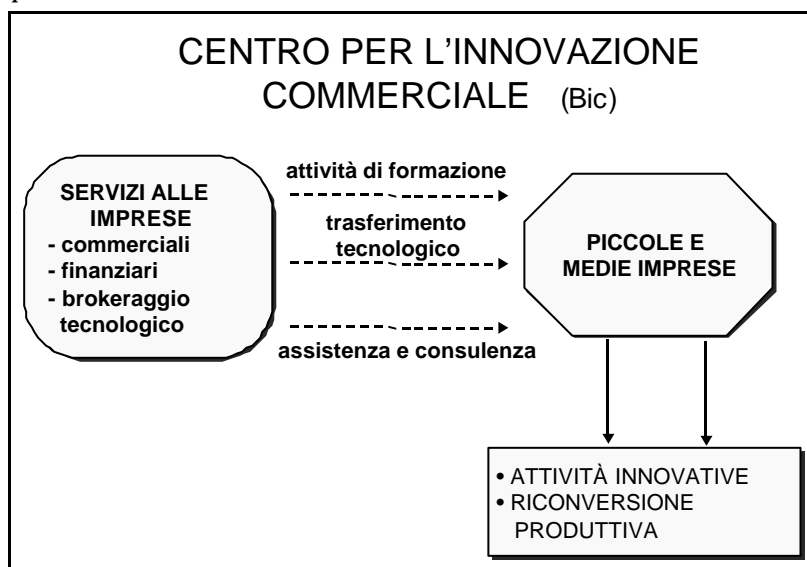 CENTRO PER L'INNOVAZIONE
COMMERCIALE (Bic)
SERVIZI ALLE
IMPRESE
- commerciali
- finanziari
- brokeraggio
tecnologico
attività di formazione
trasferimento
tecnologico
assistenza e consulenza
PICCOLE E
MEDIE IMPRESE
• ATTIVITÀ INNOVATIVE
• RICONVERSIONE
PRODUTTIVA